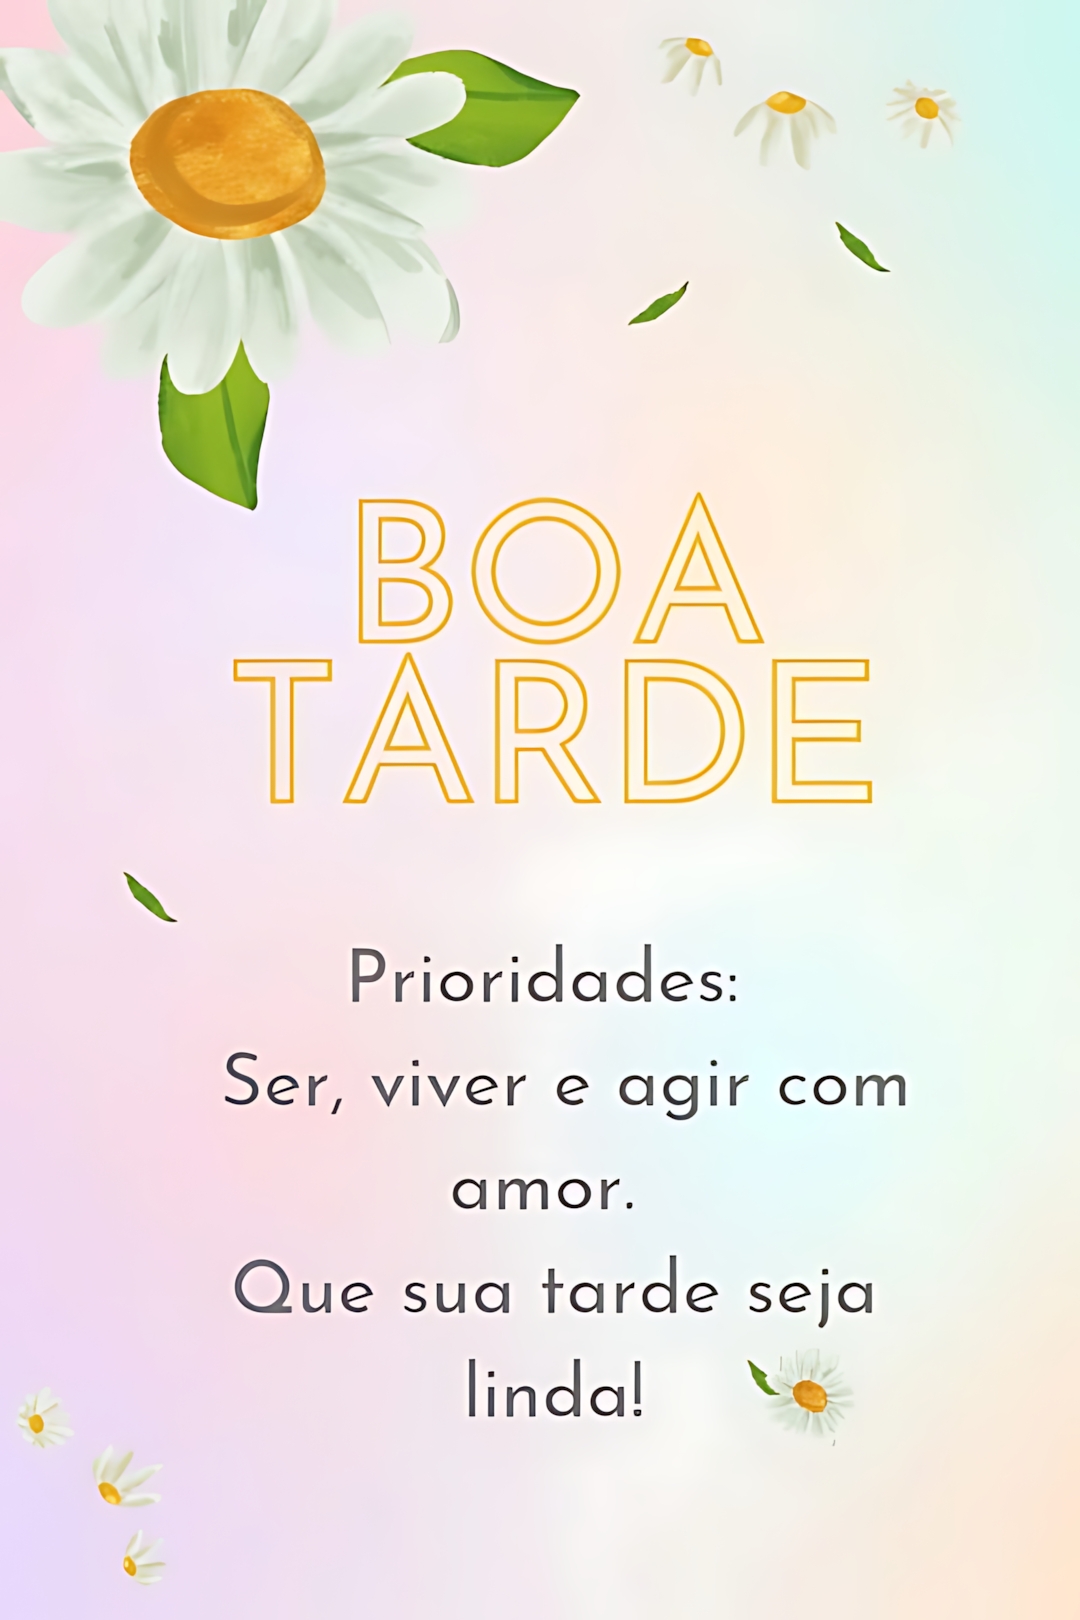 BOA
TARDE
Prioridades:
Ser, viver e agir com
amor.
Que sua tarde seja
linda!